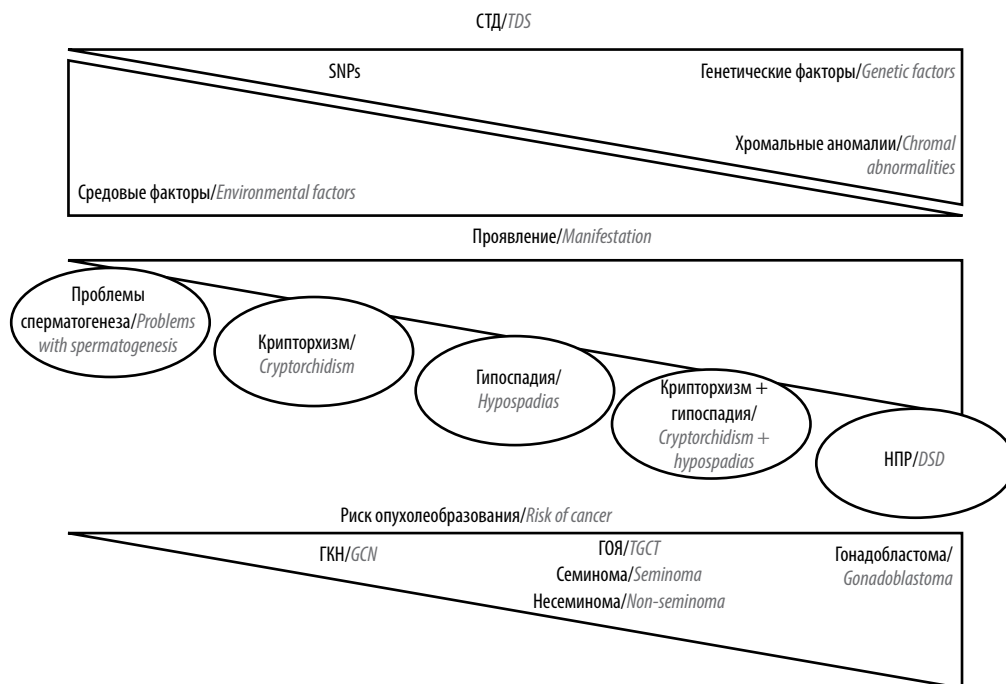 СТД/TDS
SNPs
Генетические факторы/Genetic factors
Хромальные аномалии/Chromal
abnormalities
Средовые факторы/Environmental factors
Проявление/Manifestation
Проблемы
сперматогенеза/Problems
with spermatogenesis
Крипторхизм/
Cryptorchidism
Гипоспадия/
Hypospadias
Крипторхизм +
гипоспадия/
Cryptorchidism +
hypospadias
НПР/DSD
Риск опухолеобразования/Risk of cancer
ГКН/GCN
ГОЯ/TGCT
Семинома/Seminoma
Несеминома/Non-seminoma
Гонадобластома/
Gonadoblastoma